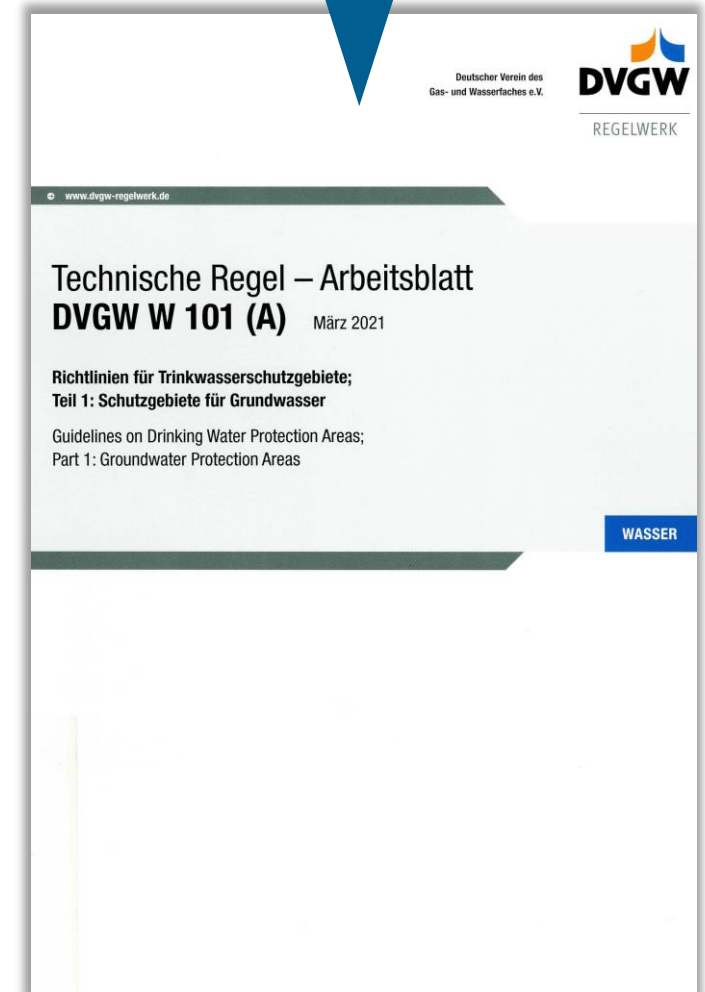 Deutscher Verein des
Gas- und Wasserfaches e.V.
DVGW
REGELWERK
www.dvgw-regelwerk.de
Technische Regel – Arbeitsblatt
DVGW W 101 (A) März 2021
Richtlinien für Trinkwasserschutzgebiete;
Teil 1: Schutzgebiete für Grundwasser
Guidelines on Drinking Water Protection Areas;
Part 1: Groundwater Protection Areas
WASSER